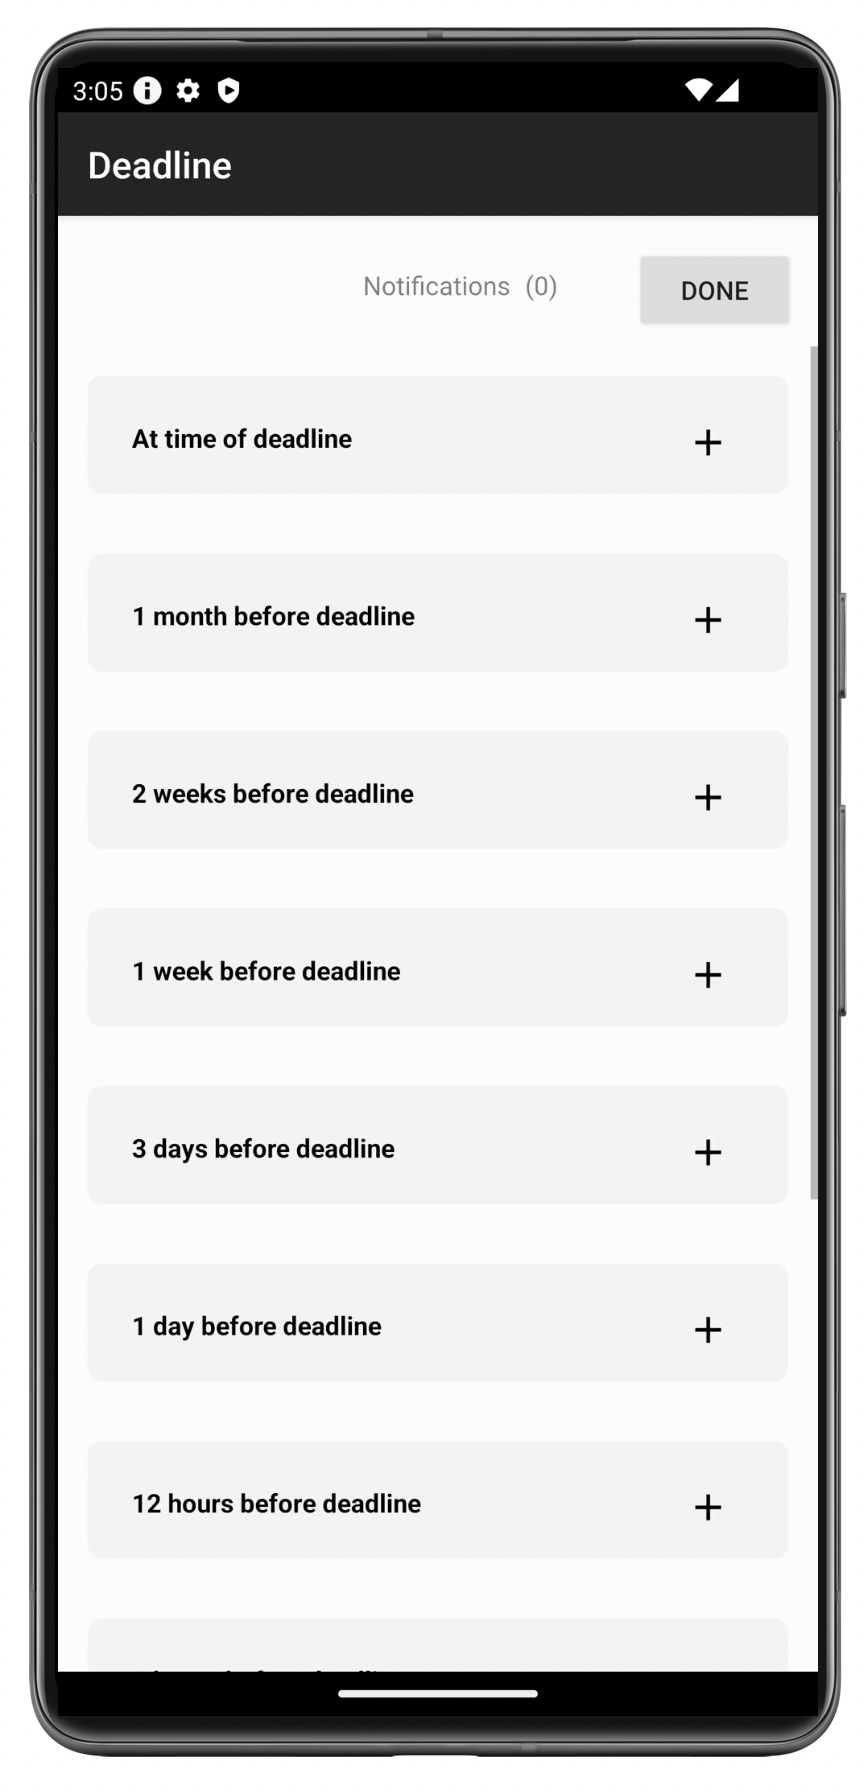 3:05
Deadline
Notifications (0)
DONE
At time of deadline
1 month before deadline
2 weeks before deadline
1 week before deadline
3 days before deadline
1 day before deadline
12 hours before deadline